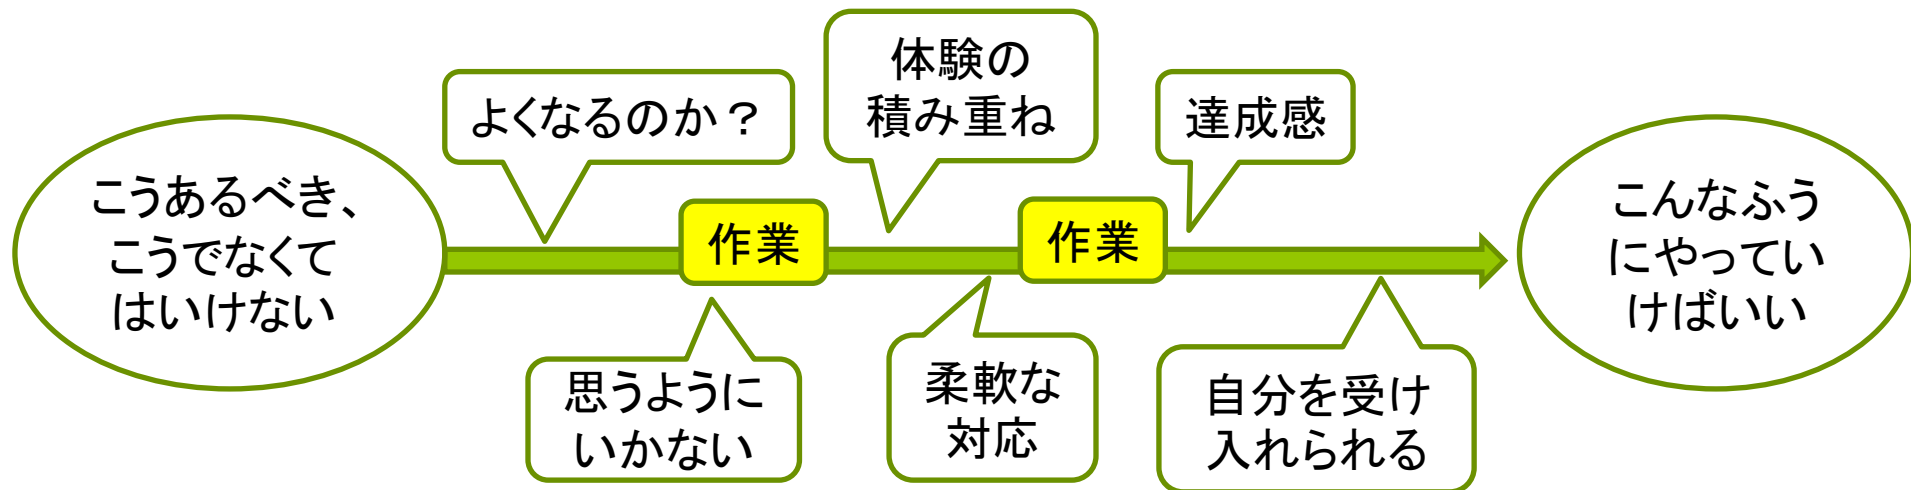 こうあるべき、
こうでなくて
はいけない
よくなるのか？
思うように
いかない
作業
体験の
積み重ね
柔軟な
対応
作業
達成感
自分を受け
入れられる
こんなふう
にやってい
けばいい